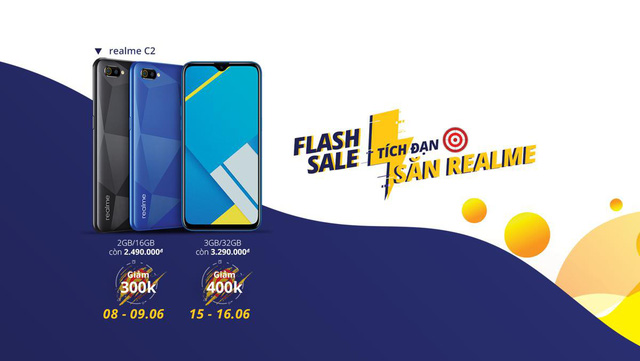 ▼ realme C2
realme
realme
FLASH
SALE
TÍCH ĐẠN
SĂN REALME
2GB/16GB
còn 2.490.000đ
Giảm
300k
08 - 09.06
3GB/32GB
còn 3.290.000đ
Giảm
400k
15 - 16.06